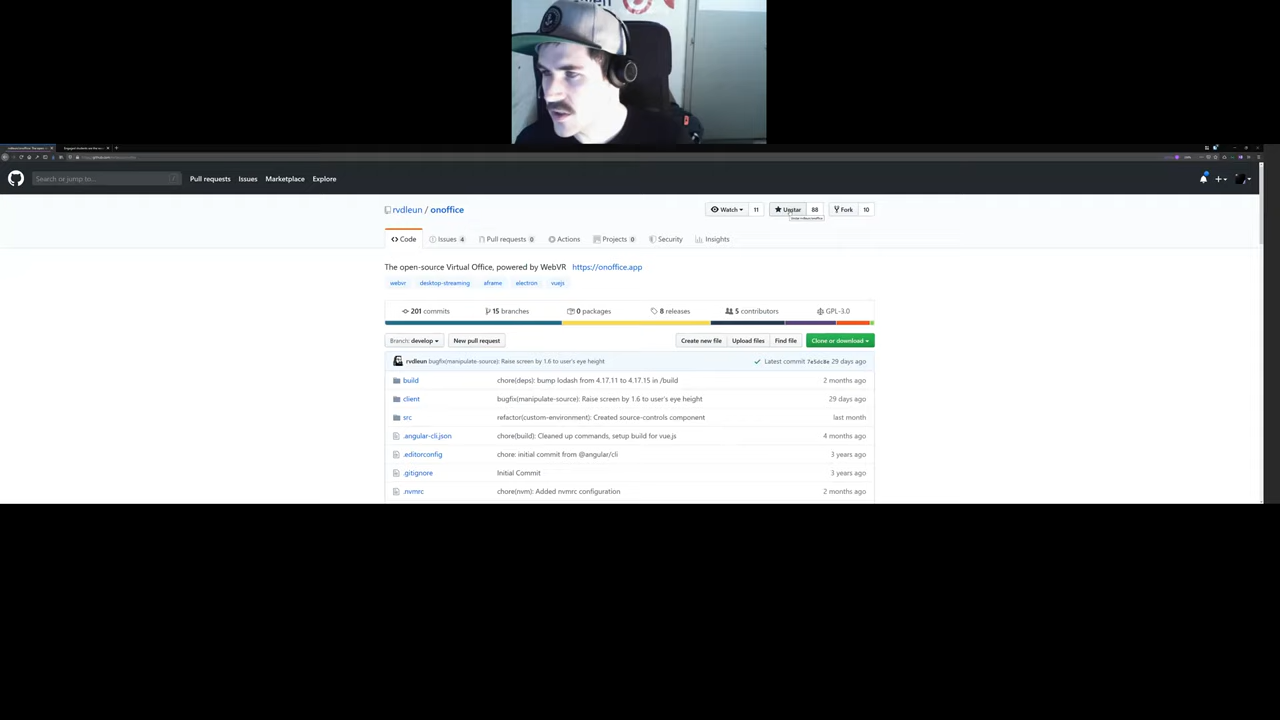 Search or jump to...
/
Pull requests
Issues
Marketplace
Explore
rvdleun / onoffice
Watch
11
Unstar
88
Fork
10
Code
Issues 4
Pull requests 0
Actions
Projects 0
Security
Insights
The open-source Virtual Office, powered by WebVR https://onoffice.app
webvr desktop-streaming aframe electron vuejs
201 commits
15 branches
0 packages
8 releases
5 contributors
GPL-3.0
Branch: develop
New pull request
Create new file
Upload files
Find file
Clone or download
rvdleun bugfix(manipulate-source): Raise screen by 1.6 to user's eye height
Latest commit 7e5dc8e 29 days ago
build chore(deps): bump lodash from 4.17.11 to 4.17.15 in /build 2 months ago
client bugfix(manipulate-source): Raise screen by 1.6 to user's eye height 29 days ago
src refactor(custom-environment): Created source-controls component last month
.angular-cli.json chore(build): Cleaned up commands, setup build for vue.js 4 months ago
.editorconfig chore: initial commit from @angular/cli 3 years ago
.gitignore Initial Commit 3 years ago
.nvmrc chore(nvm): Added nvmrc configuration 2 months ago